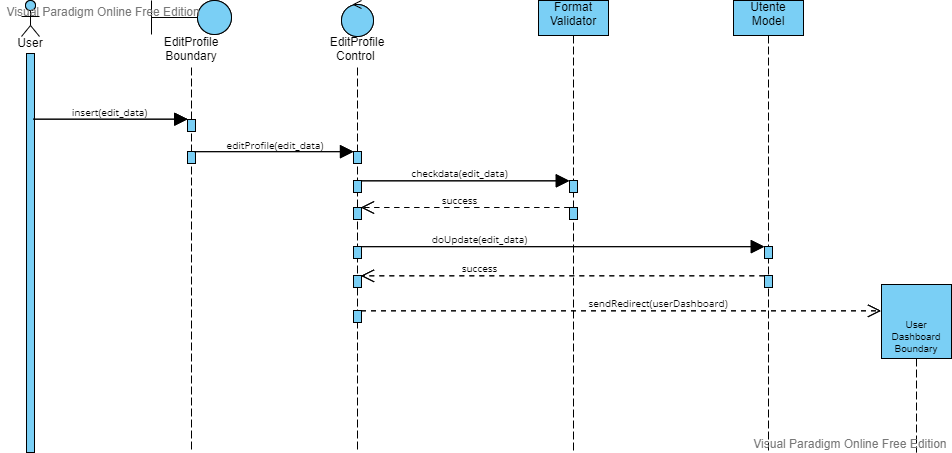 Visual Paradigm Online Free Edition
User
EditProfile
Boundary
EditProfile
Control
Format
Validator
Utente
Model
insert(edit_data)
editProfile(edit_data)
checkdata(edit_data)
success
doUpdate(edit_data)
success
sendRedirect(userDashboard)
User
Dashboard
Boundary
Visual Paradigm Online Free Edition